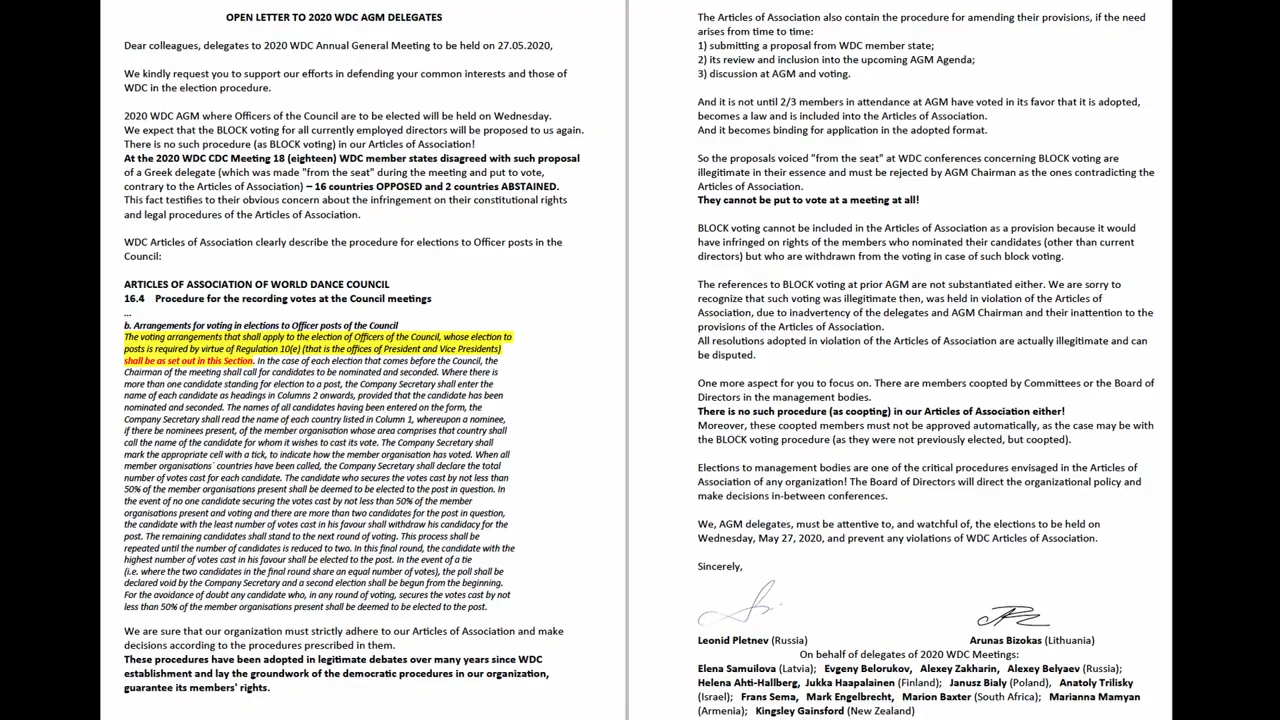 OPEN LETTER TO 2020 WDC AGM DELEGATES
Dear colleagues, delegates to 2020 WDC Annual General Meeting to be held on 27.05.2020,
We kindly request you to support our efforts in defending your common interests and those of
WDC in the election procedure.
2020 WDC AGM where Officers of the Council are to be elected will be held on Wednesday.
We expect that the BLOCK voting for all currently employed directors will be proposed to us again.
There is no such procedure (as BLOCK voting) in our Articles of Association!
At the 2020 WDC CDC Meeting 18 (eighteen) WDC member states disagreed with such proposal
of a Greek delegate (which was made "from the seat" during the meeting and put to vote,
contrary to the Articles of Association) – 16 countries OPPOSED and 2 countries ABSTAINED.
This fact testifies to their obvious concern about the infringement on their constitutional rights
and legal procedures of the Articles of Association.
WDC Articles of Association clearly describe the procedure for elections to Officer posts in the
Council:
ARTICLES OF ASSOCIATION OF WORLD DANCE COUNCIL
16.4 Procedure for the recording votes at the Council meetings
...
b. Arrangements for voting in elections to Officer posts of the Council
The voting arrangements that shall apply to the election of Officers of the Council, whose election to
posts is required by virtue of Regulation 10(e) (that is the offices of President and Vice Presidents)
shall be as set out in this Section. In the case of each election that comes before the Council, the
Chairman of the meeting shall call for candidates to be nominated and seconded. Where there is
more than one candidate standing for election to a post, the Company Secretary shall enter the
name of each candidate as headings in Columns 2 onwards, provided that the candidate has been
nominated and seconded. The names of all candidates having been entered on the form, the
Company Secretary shall read the name of each country listed in Column 1, whereupon a nominee,
if there be nominees present, of the member organisation whose area comprises that country shall
call the name of the candidate for whom it wishes to cast its vote. The Company Secretary shall
mark the appropriate cell with a tick, to indicate how the member organisation has voted. When all
member organisations` countries have been called, the Company Secretary shall declare the total
number of votes cast for each candidate. The candidate who secures the votes cast by not less than
50% of the member organisations present shall be deemed to be elected to the post in question. In
the event of no one candidate securing the votes cast by not less than 50% of the member
organisations present and voting and there are more than two candidates for the post in question,
the candidate with the least number of votes cast in his favour shall withdraw his candidacy for the
post. The remaining candidates shall stand to the next round of voting. This process shall be
repeated until the number of candidates is reduced to two. In this final round, the candidate with the
highest number of votes cast in his favour shall be elected to the post. In the event of a tie
(i.e. where the two candidates in the final round share an equal number of votes), the poll shall be
declared void by the Company Secretary and a second election shall be begun from the beginning.
For the avoidance of doubt any candidate who, in any round of voting, secures the votes cast by not
less than 50% of the member organisations present shall be deemed to be elected to the post.
We are sure that our organization must strictly adhere to our Articles of Association and make
decisions according to the procedures prescribed in them.
These procedures have been adopted in legitimate debates over many years since WDC
establishment and lay the groundwork of the democratic procedures in our organization,
guarantee its members' rights.
The Articles of Association also contain the procedure for amending their provisions, if the need
arises from time to time:
1) submitting a proposal from WDC member state;
2) its review and inclusion into the upcoming AGM Agenda;
3) discussion at AGM and voting.
And it is not until 2/3 members in attendance at AGM have voted in its favor that it is adopted,
becomes a law and is included into the Articles of Association.
And it becomes binding for application in the adopted format.
So the proposals voiced "from the seat" at WDC conferences concerning BLOCK voting are
illegitimate in their essence and must be rejected by AGM Chairman as the ones contradicting the
Articles of Association.
They cannot be put to vote at a meeting at all!
BLOCK voting cannot be included in the Articles of Association as a provision because it would
have infringed on rights of the members who nominated their candidates (other than current
directors) but who are withdrawn from the voting in case of such block voting.
The references to BLOCK voting at prior AGM are not substantiated either. We are sorry to
recognize that such voting was illegitimate then, was held in violation of the Articles of
Association, due to inadvertency of the delegates and AGM Chairman and their inattention to the
provisions of the Articles of Association.
All resolutions adopted in violation of the Articles of Association are actually illegitimate and can
be disputed.
One more aspect for you to focus on. There are members coopted by Committees or the Board of
Directors in the management bodies.
There is no such procedure (as coopting) in our Articles of Association either!
Moreover, these coopted members must not be approved automatically, as the case may be with
the BLOCK voting procedure (as they were not previously elected, but coopted).
Elections to management bodies are one of the critical procedures envisaged in the Articles of
Association of any organization! The Board of Directors will direct the organizational policy and
make decisions in-between conferences.
We, AGM delegates, must be attentive to, and watchful of, the elections to be held on
Wednesday, May 27, 2020, and prevent any violations of WDC Articles of Association.
Sincerely,
Leonid Pletnev (Russia) Arunas Bizokas (Lithuania)
On behalf of delegates of 2020 WDC Meetings:
Elena Samuilova (Latvia); Evgeny Belorukov, Alexey Zakharin, Alexey Belyaev (Russia);
Helena Ahti-Hallberg, Jukka Haapalainen (Finland); Janusz Bialy (Poland), Anatoly Trilisky
(Israel); Frans Sema, Mark Engelbrecht, Marion Baxter (South Africa); Marianna Mamyan
(Armenia); Kingsley Gainsford (New Zealand)